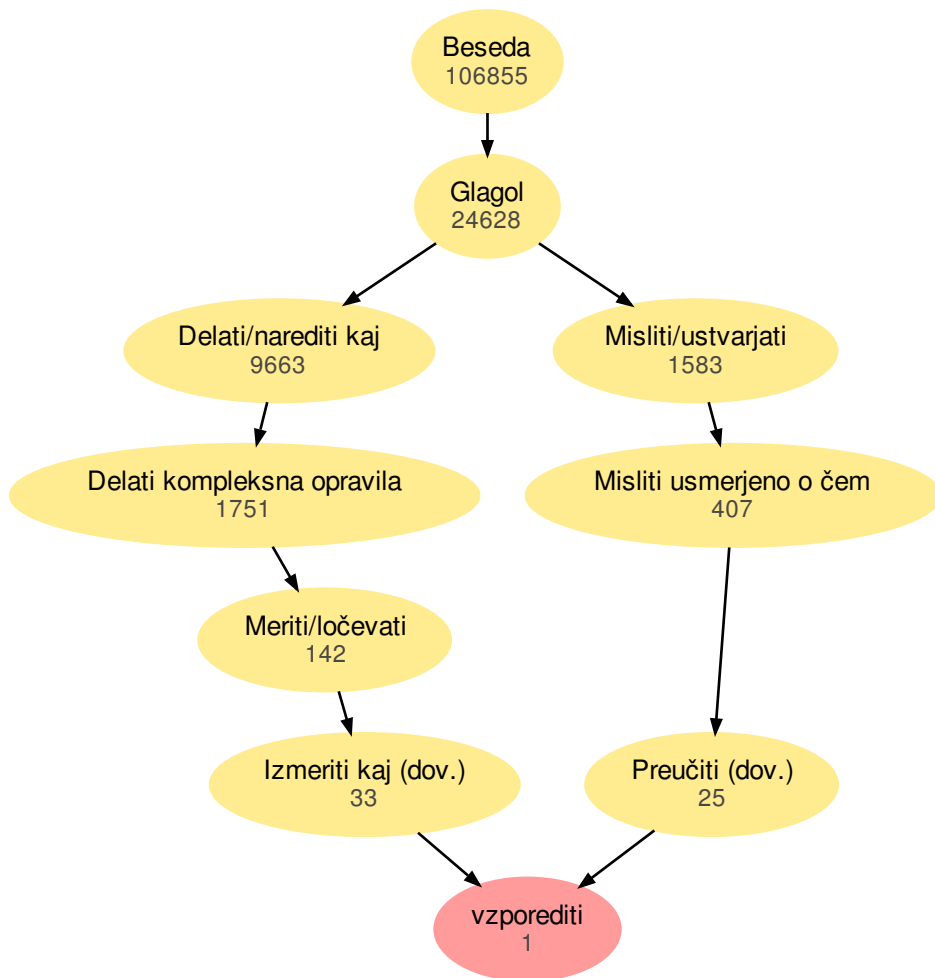 Beseda
106855
Glagol
24628
Delati/narediti kaj
9663
Misliti/ustvarjati
1583
Delati kompleksna opravila
1751
Misliti usmerjeno o čem
407
Meriti/ločevati
142
Izmeriti kaj (dov.)
33
Preučiti (dov.)
25
vzporediti
1